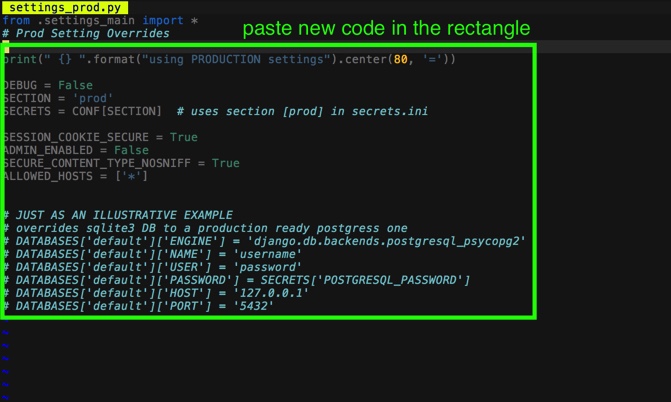 settings_prod.py
from .settings_main import *
# Prod Setting Overrides
paste new code in the rectangle
print(" {} ".format("using PRODUCTION settings").center(80, '='))
DEBUG = False
SECTION = 'prod'
SECRETS = CONF[SECTION]  # uses section [prod] in secrets.ini
SESSION_COOKIE_SECURE = True
ADMIN_ENABLED = False
SECURE_CONTENT_TYPE_NOSNIFF = True
ALLOWED_HOSTS = ['*']
# JUST AS AN ILLUSTRATIVE EXAMPLE
# overrides sqlite3 DB to a production ready postgress one
# DATABASES['default']['ENGINE'] = 'django.db.backends.postgresql_psycopg2'
# DATABASES['default']['NAME'] = 'username'
# DATABASES['default']['USER'] = 'password'
# DATABASES['default']['PASSWORD'] = SECRETS['POSTGRESQL_PASSWORD']
# DATABASES['default']['HOST'] = '127.0.0.1'
# DATABASES['default']['PORT'] = '5432'
~
~
~
~
~
~